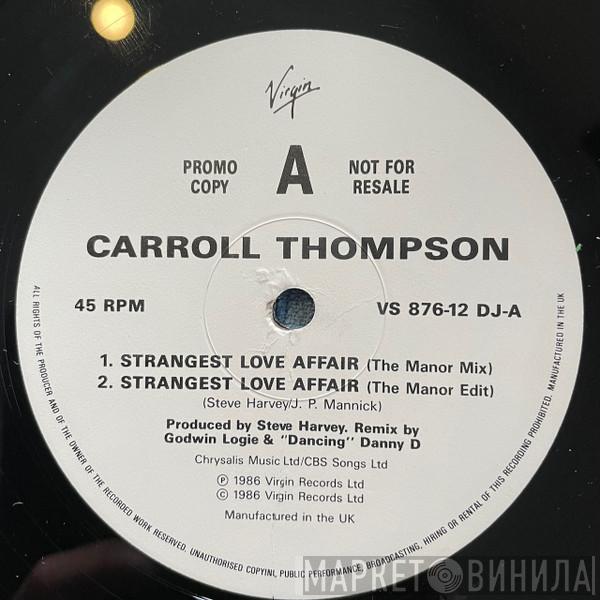 Virgin
PROMO COPY
A
NOT FOR RESALE
CARROLL THOMPSON
45 RPM
VS 876-12 DJ-A
1. STRANGEST LOVE AFFAIR (The Manor Mix)
2. STRANGEST LOVE AFFAIR (The Manor Edit)
(Steve Harvey/J. P. Mannick)
Produced by Steve Harvey. Remix by
Godwin Logie & "Dancing" Danny D
Chrysalis Music Ltd/CBS Songs Ltd
℗ 1986 Virgin Records Ltd
© 1986 Virgin Records Ltd
Manufactured in the UK
ALL RIGHTS OF THE PRODUCER AND OF THE OWNER OF THE RECORDED WORK RESERVED. UNAUTHORISED COPYING, PUBLIC PERFORMANCE, BROADCASTING, HIRING OR RENTAL OF THIS RECORDING PROHIBITED. MANUFACTURED IN THE UK
МАРКЕТ ВИНИЛА